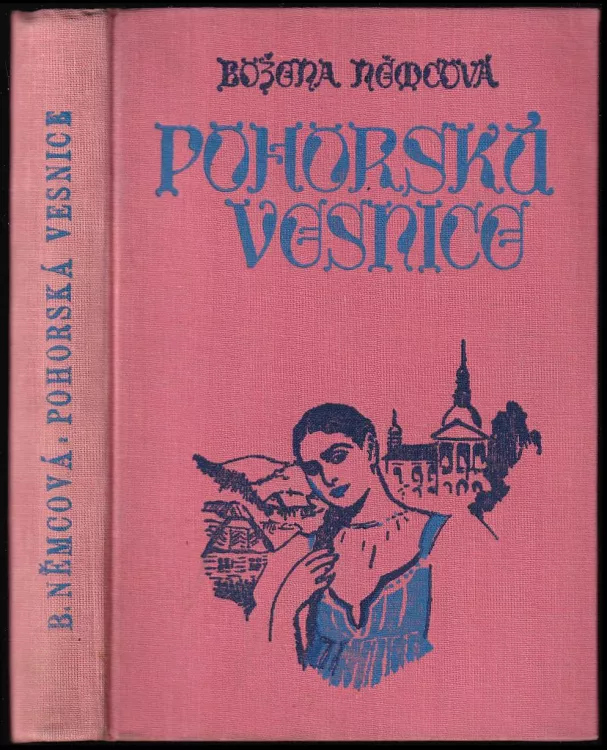 BOŽENA NĚMCOVÁ
POHORSKÁ
VESNICE
B. NĚMCOVÁ. POHORSKÁ VESNICE